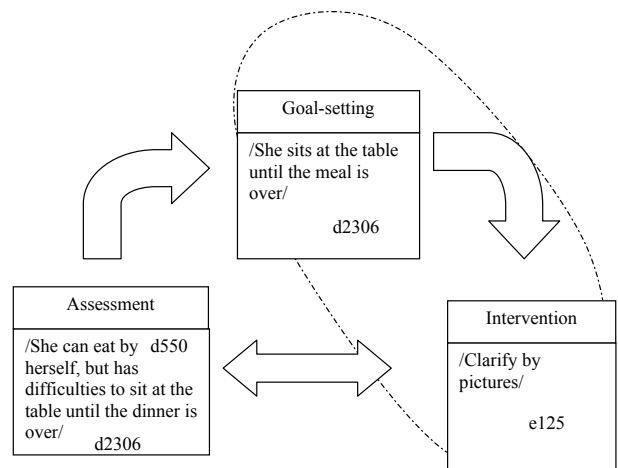 Goal-setting
/She sits at the table
until the meal is
over/
d2306
Assessment
/She can eat by d550
herself, but has
difficulties to sit at the
table until the dinner is
over/
d2306
Intervention
/Clarify by
pictures/
e125